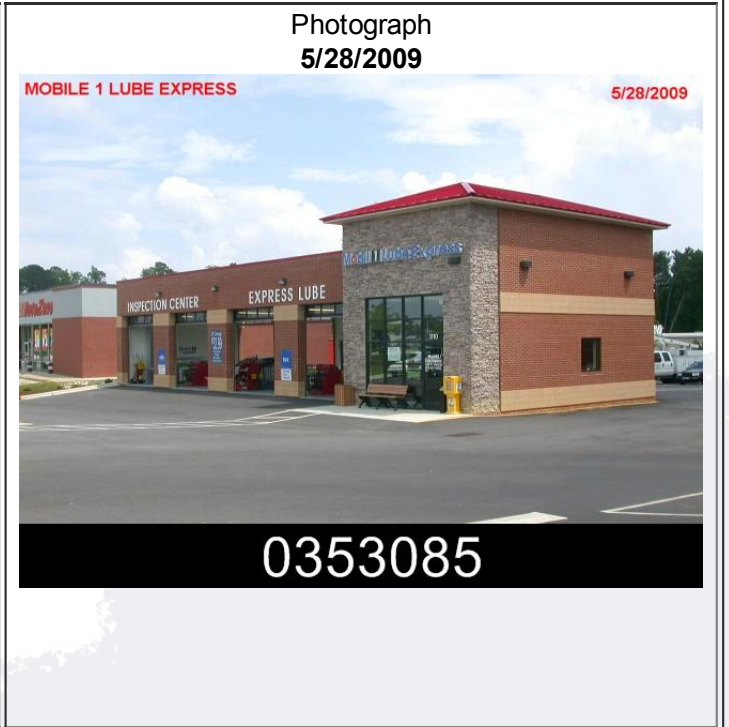 Photograph
5/28/2009
MOBILE 1 LUBE EXPRESS
5/28/2009
Mobil 1 Lube Express
INSPECTION CENTER
EXPRESS LUBE
AutoZone
0353085